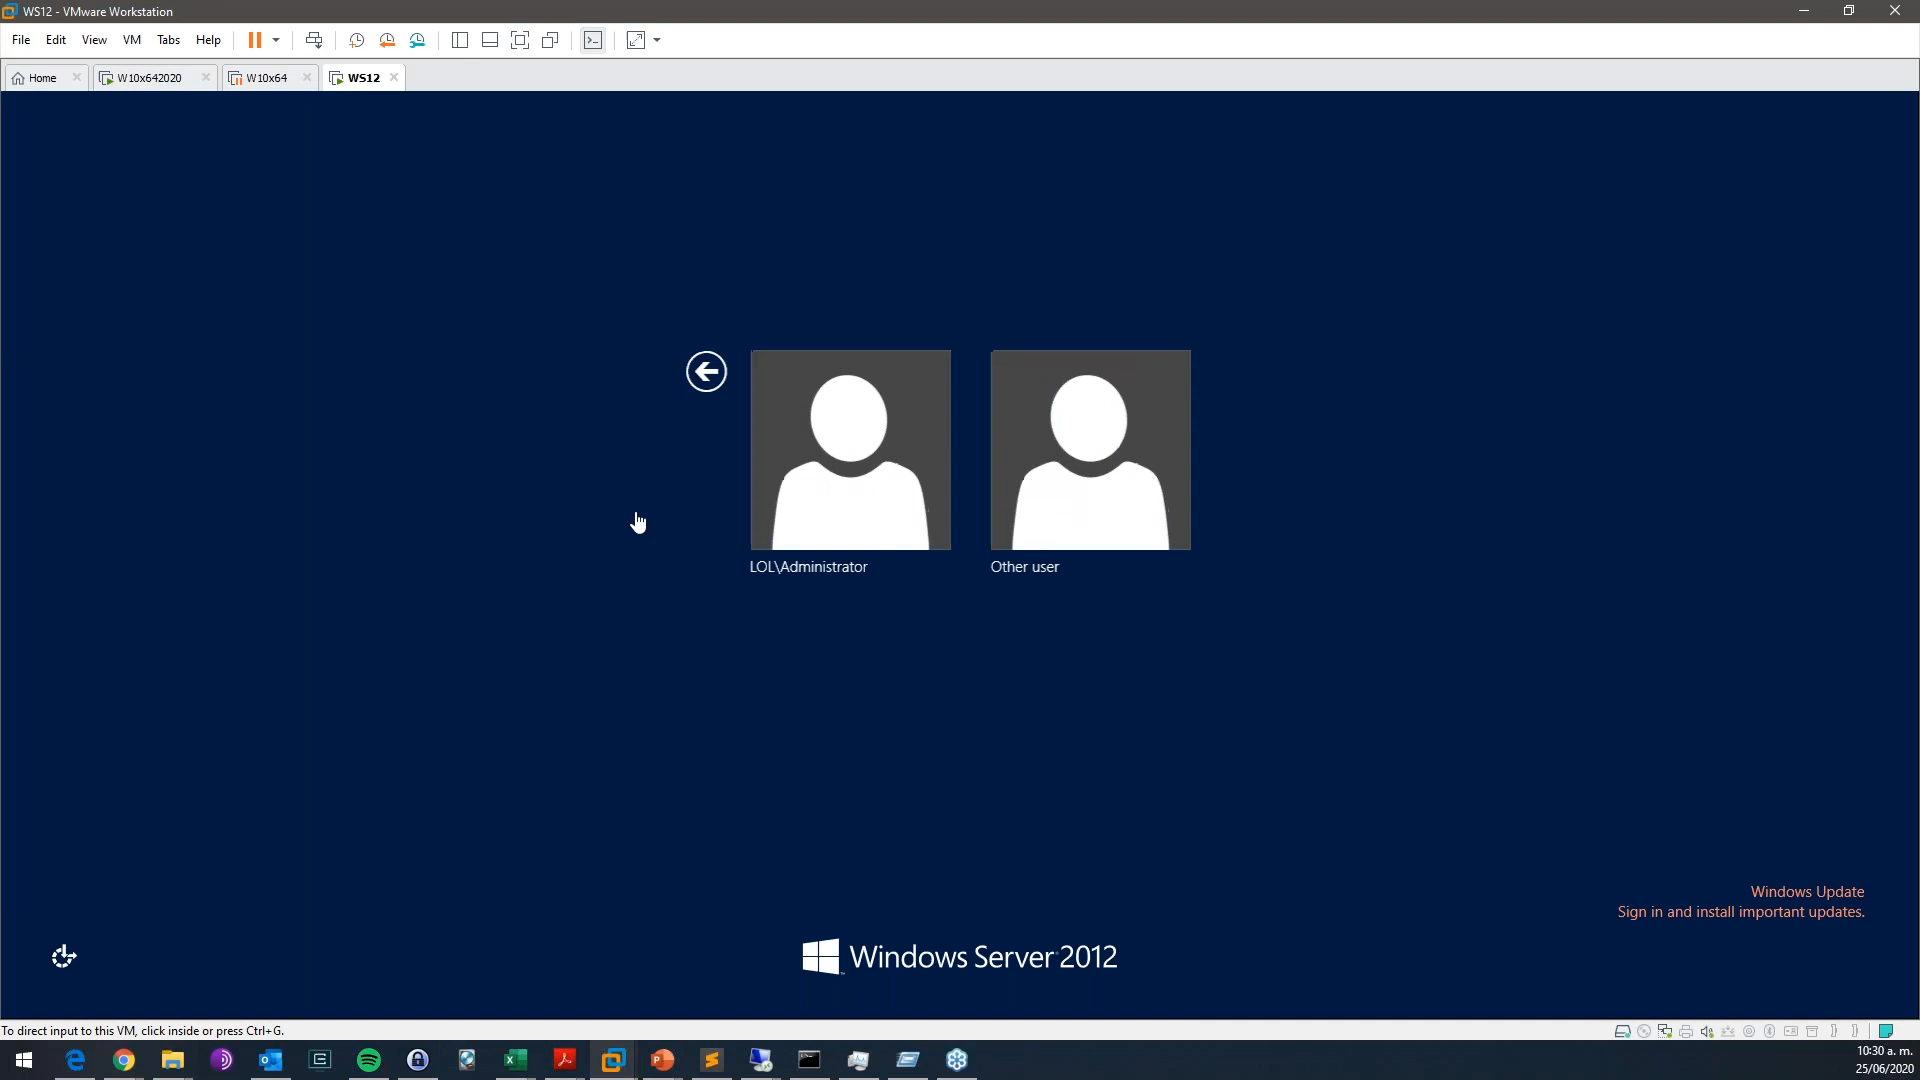 WS12 - VMware Workstation
File Edit View VM Tabs Help
Home W10x642020 W10x64 WS12
LOL\Administrator
Other user
Windows Update
Sign in and install important updates.
Windows Server 2012
To direct input to this VM, click inside or press Ctrl+G.
10:30 a. m.
25/06/2020